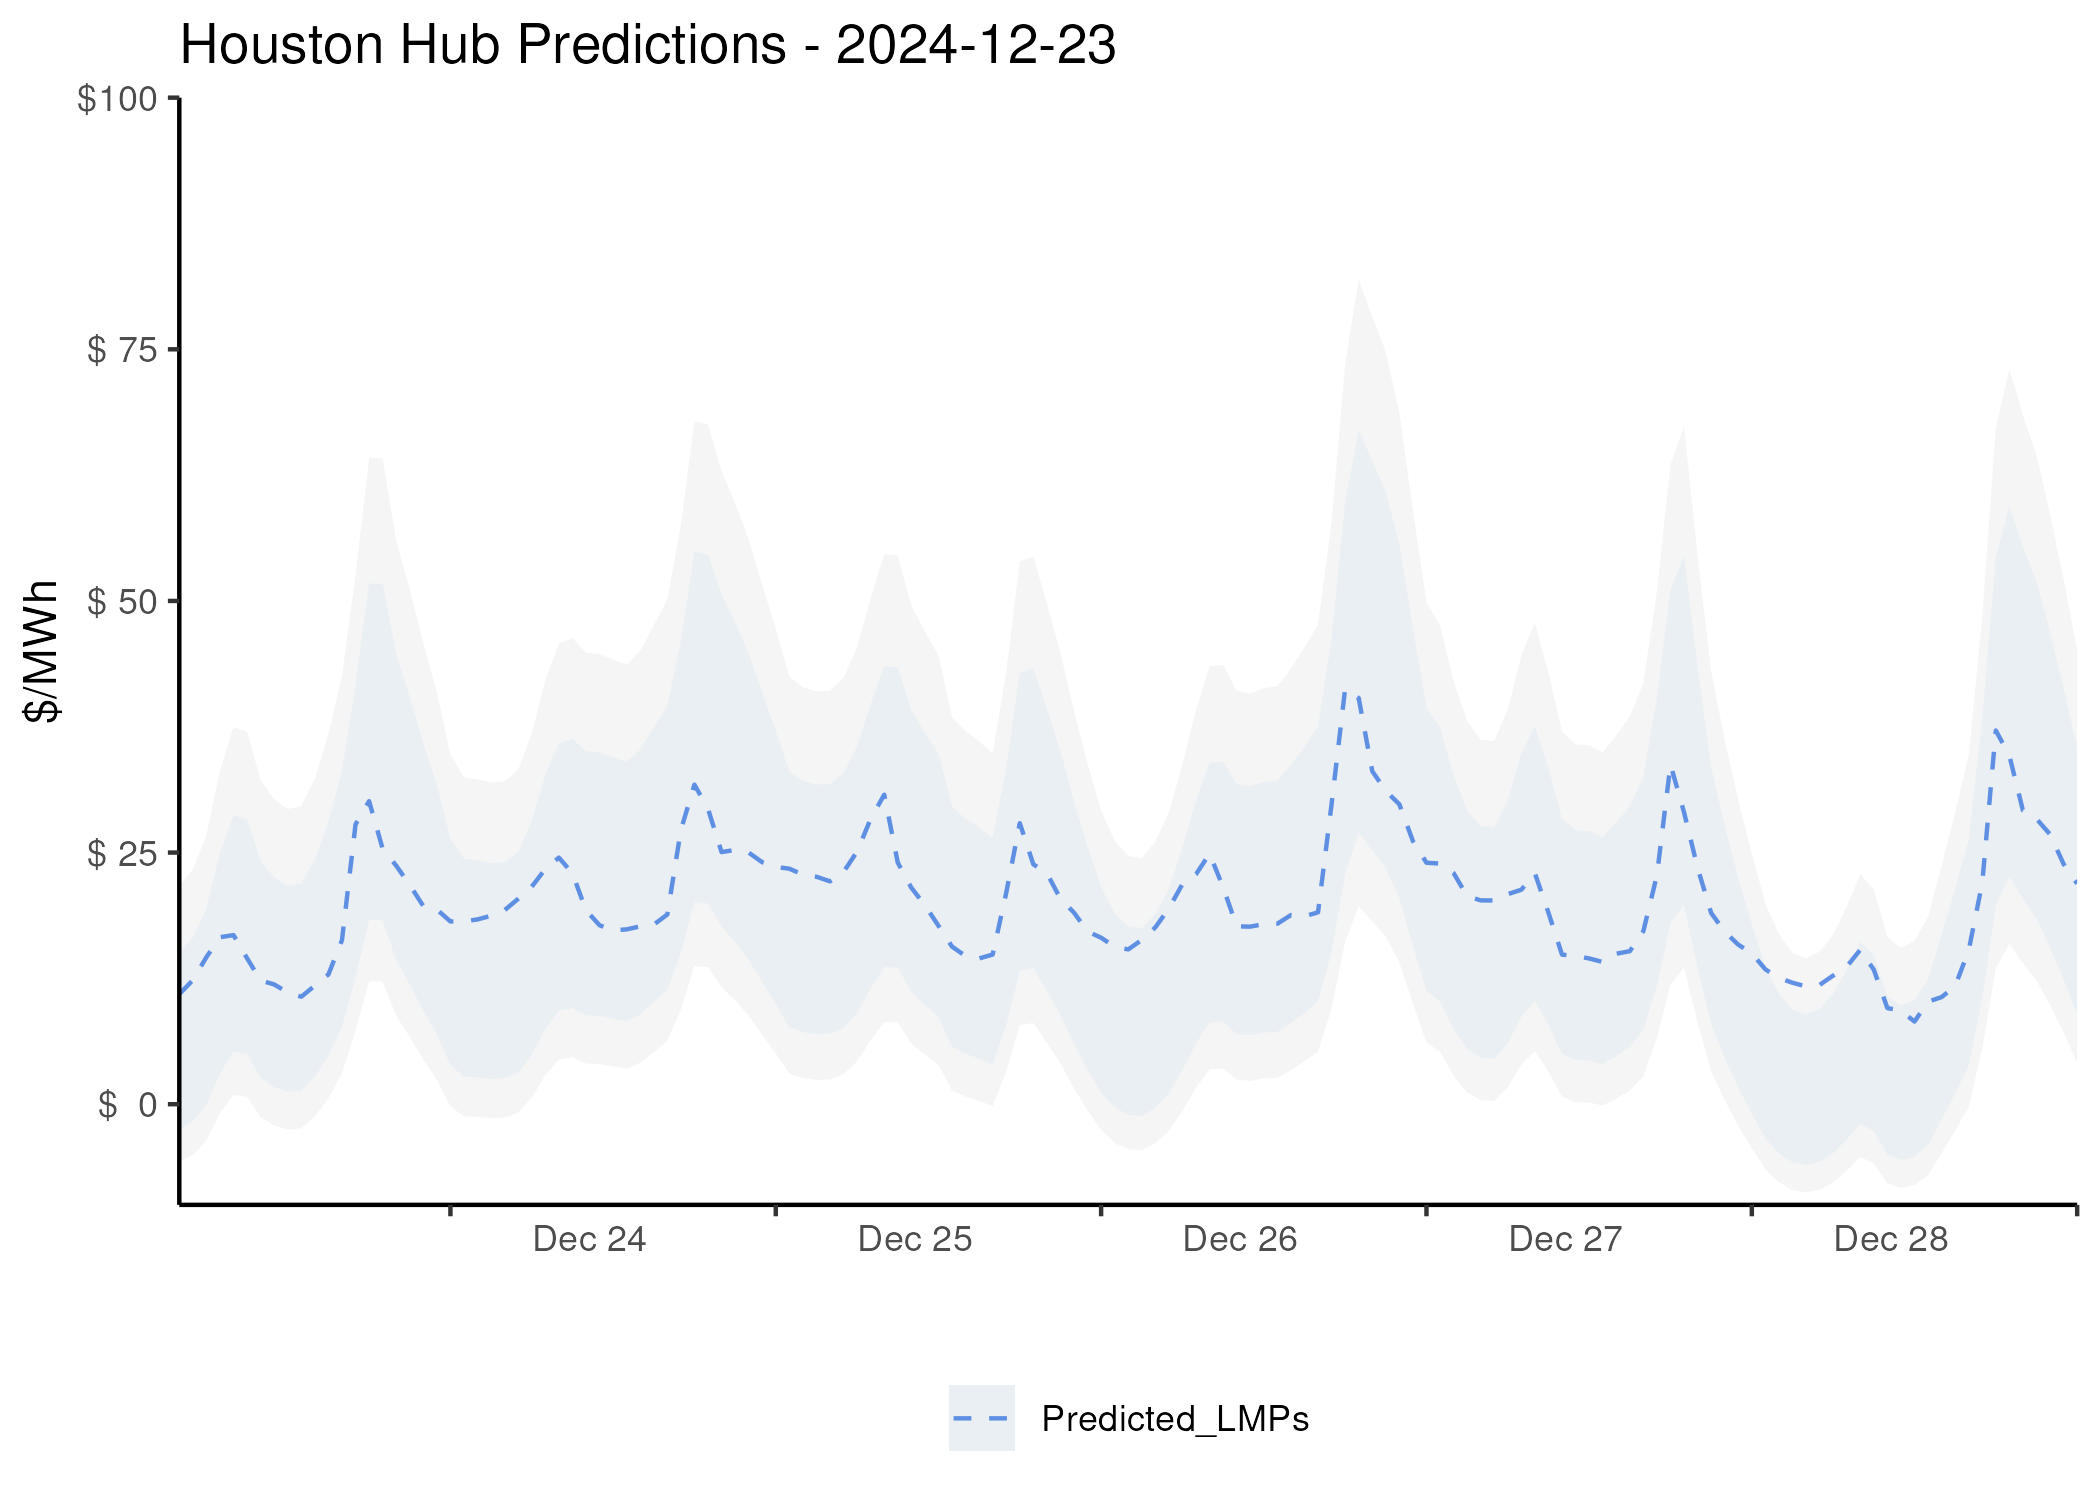 Houston Hub Predictions - 2024-12-23
$100
$ 75
$ 50
$ 25
$  0
$/MWh
Dec 24 Dec 25 Dec 26 Dec 27 Dec 28
Predicted_LMPs